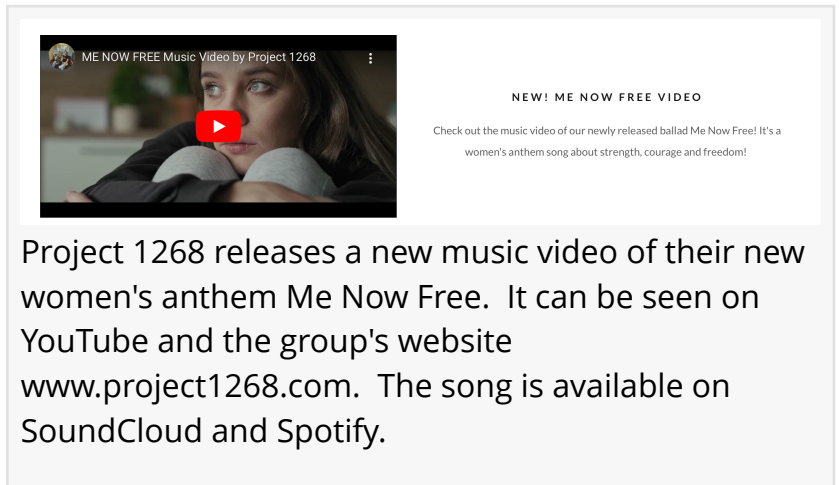 ME NOW FREE Music Video by Project 1268
NEW! ME NOW FREE VIDEO
Check out the music video of our newly released ballad Me Now Free! It's a
women's anthem song about strength, courage and freedom!
Project 1268 releases a new music video of their new
women's anthem Me Now Free.  It can be seen on
YouTube and the group's website
www.project1268.com.  The song is available on
SoundCloud and Spotify.